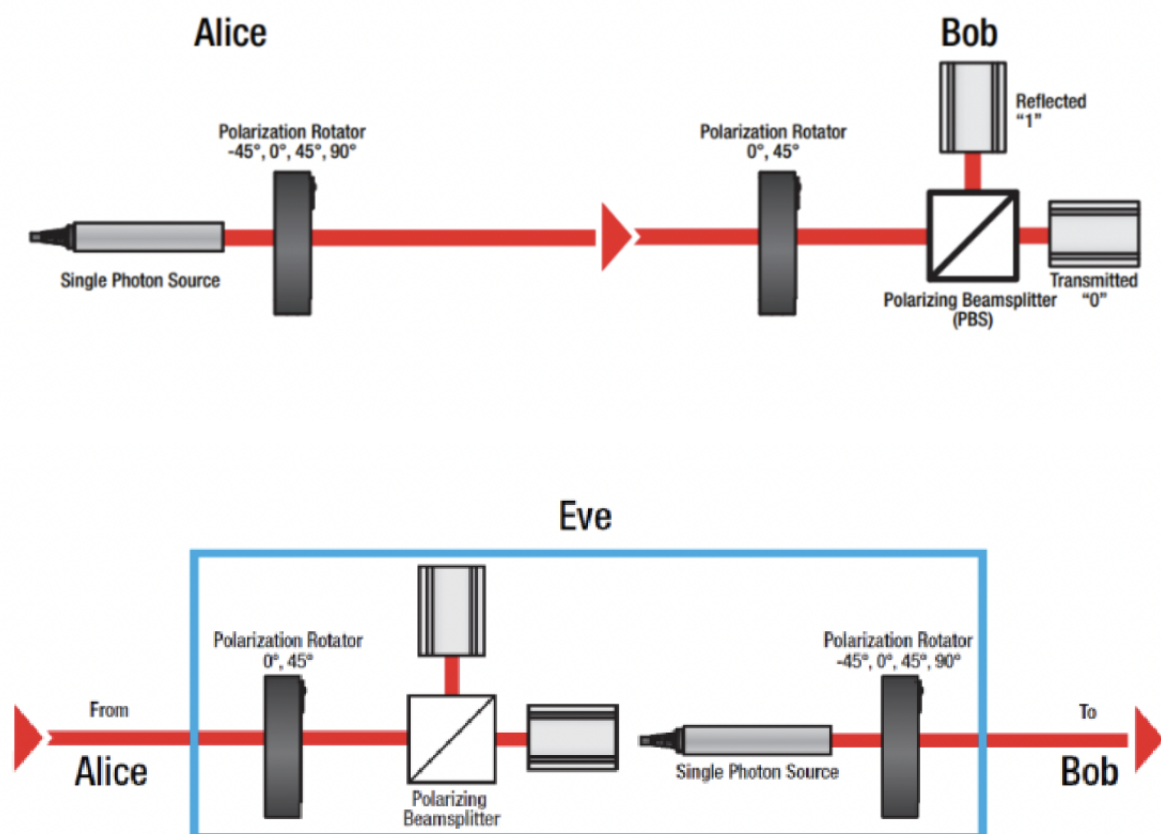 Alice
Bob
Polarization Rotator
-45°, 0°, 45°, 90°
Single Photon Source
Polarization Rotator
0°, 45°
Reflected
“1”
Transmitted
“0”
Polarizing Beamsplitter
(PBS)
Eve
From
Alice
Polarization Rotator
0°, 45°
Polarizing
Beamsplitter
Single Photon Source
Polarization Rotator
-45°, 0°, 45°, 90°
To
Bob